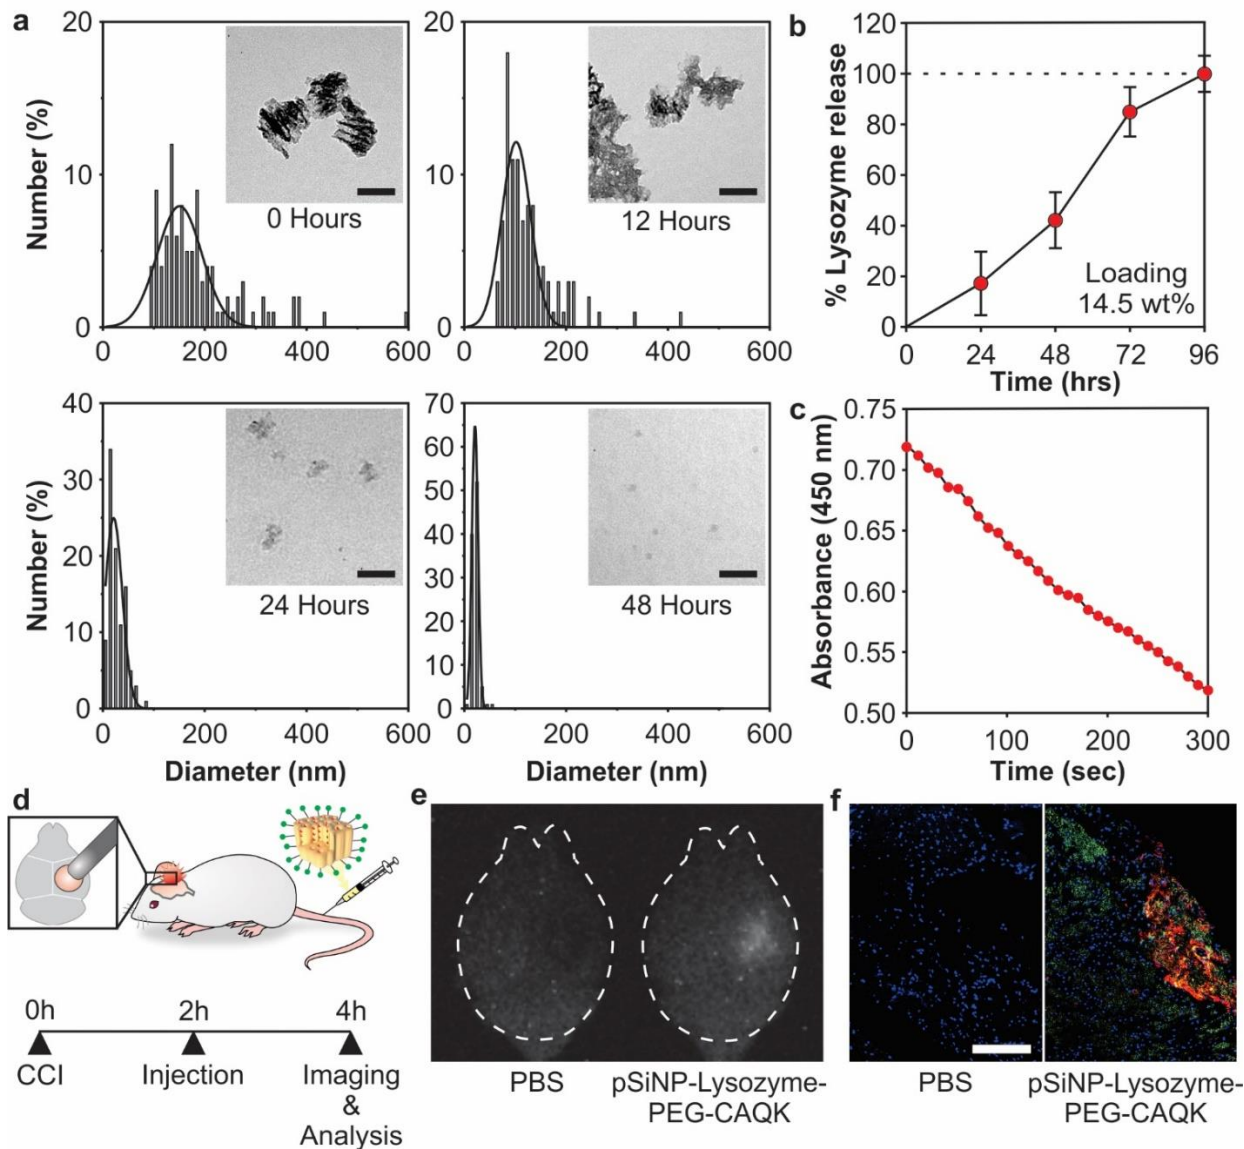 a
Number (%)
20
10
0
0
200
400
600
0 Hours
20
10
0
0
200
400
600
12 Hours
Number (%)
40
30
20
10
0
0
200
400
600
24 Hours
Diameter (nm)
70
60
50
40
30
20
10
0
0
200
400
600
48 Hours
Diameter (nm)
b
% Lysozyme release
120
100
80
60
40
20
0
Loading
14.5 wt%
0
24
48
72
96
Time (hrs)
c
Absorbance (450 nm)
0.75
0.70
0.65
0.60
0.55
0.50
0
100
200
300
Time (sec)
d
0h
2h
4h
CCI
Injection
Imaging
&
Analysis
e
PBS
pSiNP-Lysozyme-
PEG-CAQK
f
PBS
pSiNP-Lysozyme-
PEG-CAQK